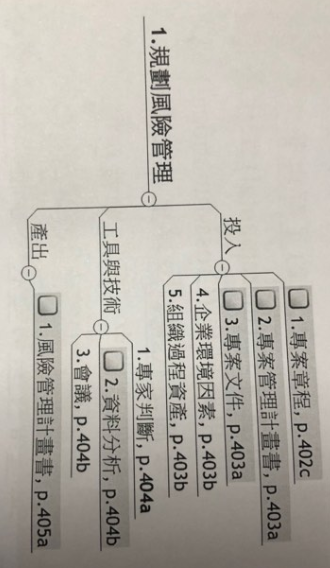 1.規劃風險管理
投入
1.專案章程, p.402c
2.專案管理計畫書, p.403a
3.專案文件, p.403a
4.企業環境因素, p.403b
5.組織過程資產, p.403b
工具與技術
1.專家判斷, p.404a
2.資料分析, p.404b
3.會議, p.404b
產出
1.風險管理計畫書, p.405a